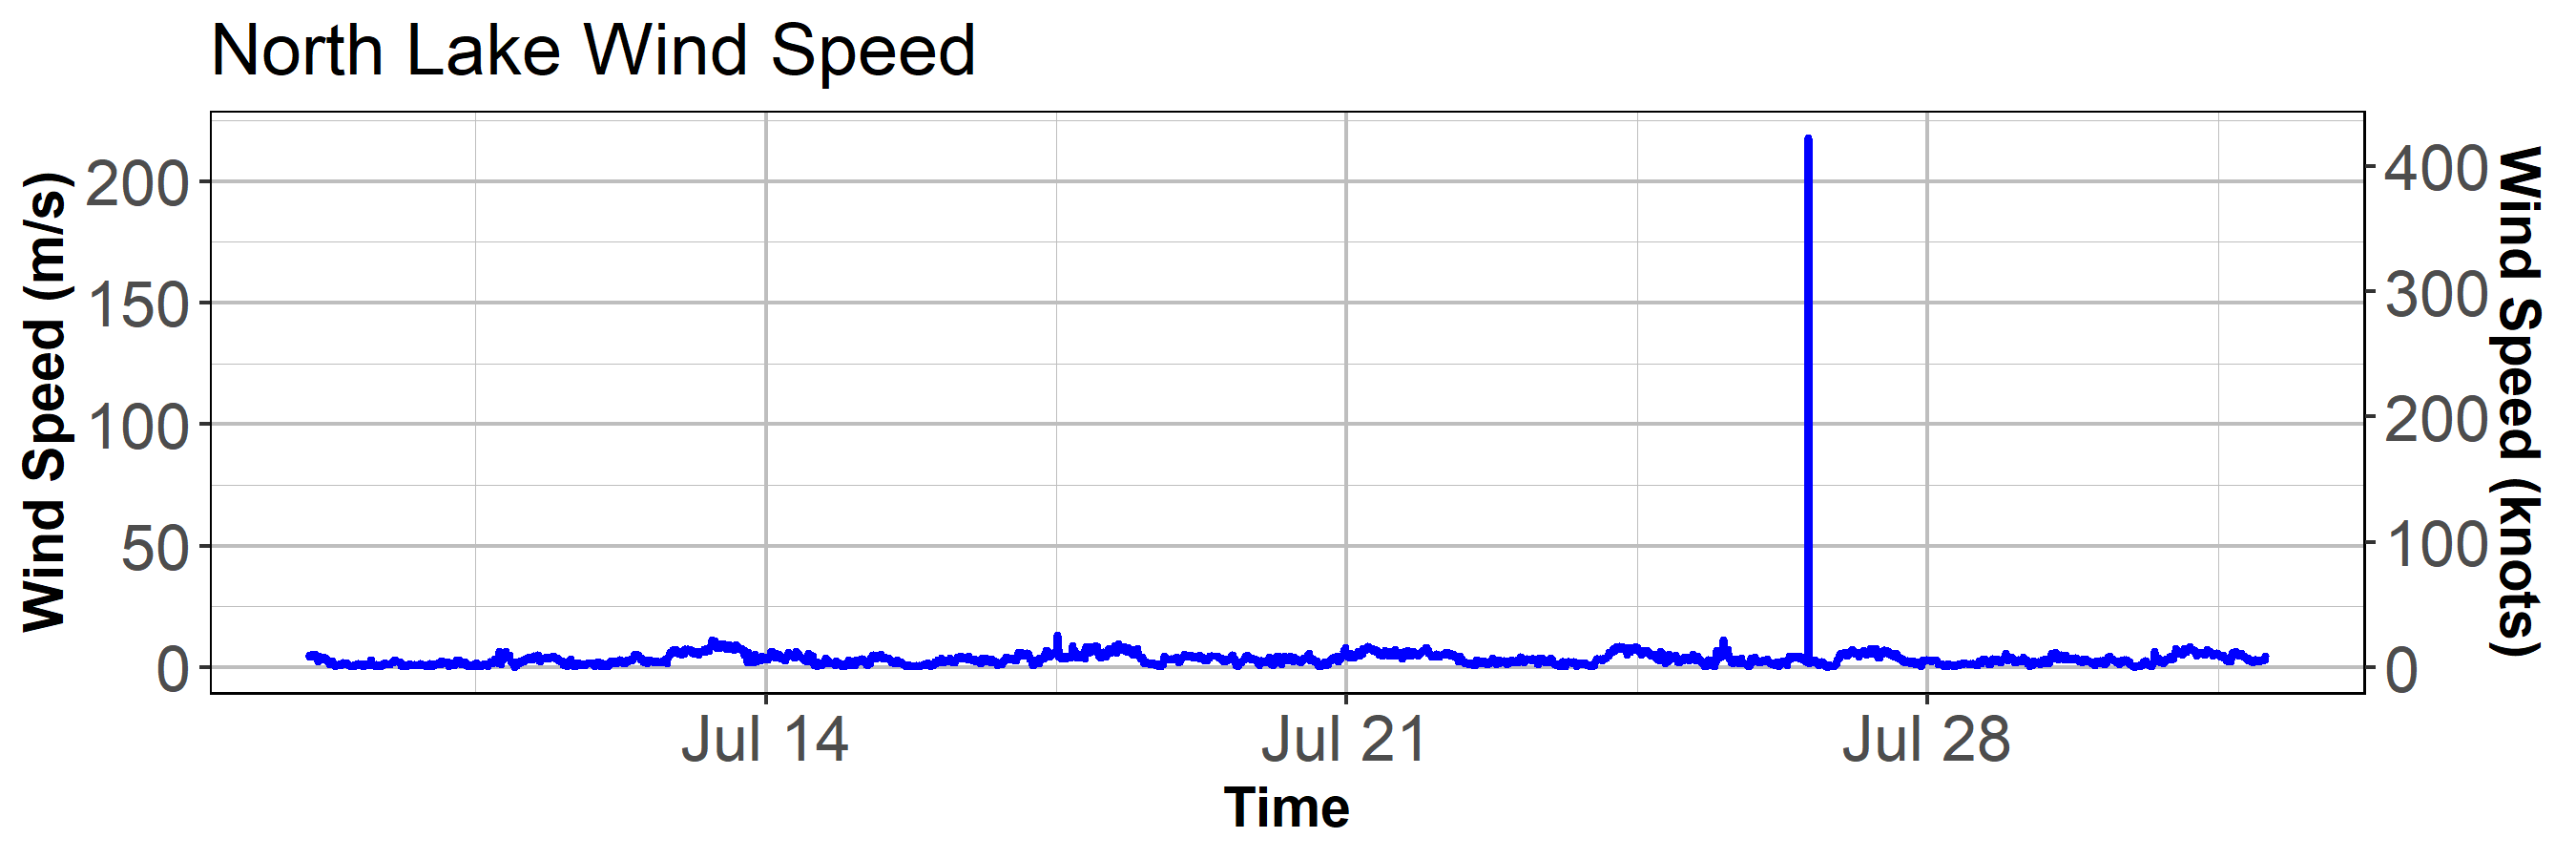 North Lake Wind Speed
Wind Speed (m/s)
200
150
100
50
0
400
300
200
100
0
Wind Speed (knots)
Jul 14
Jul 21
Jul 28
Time